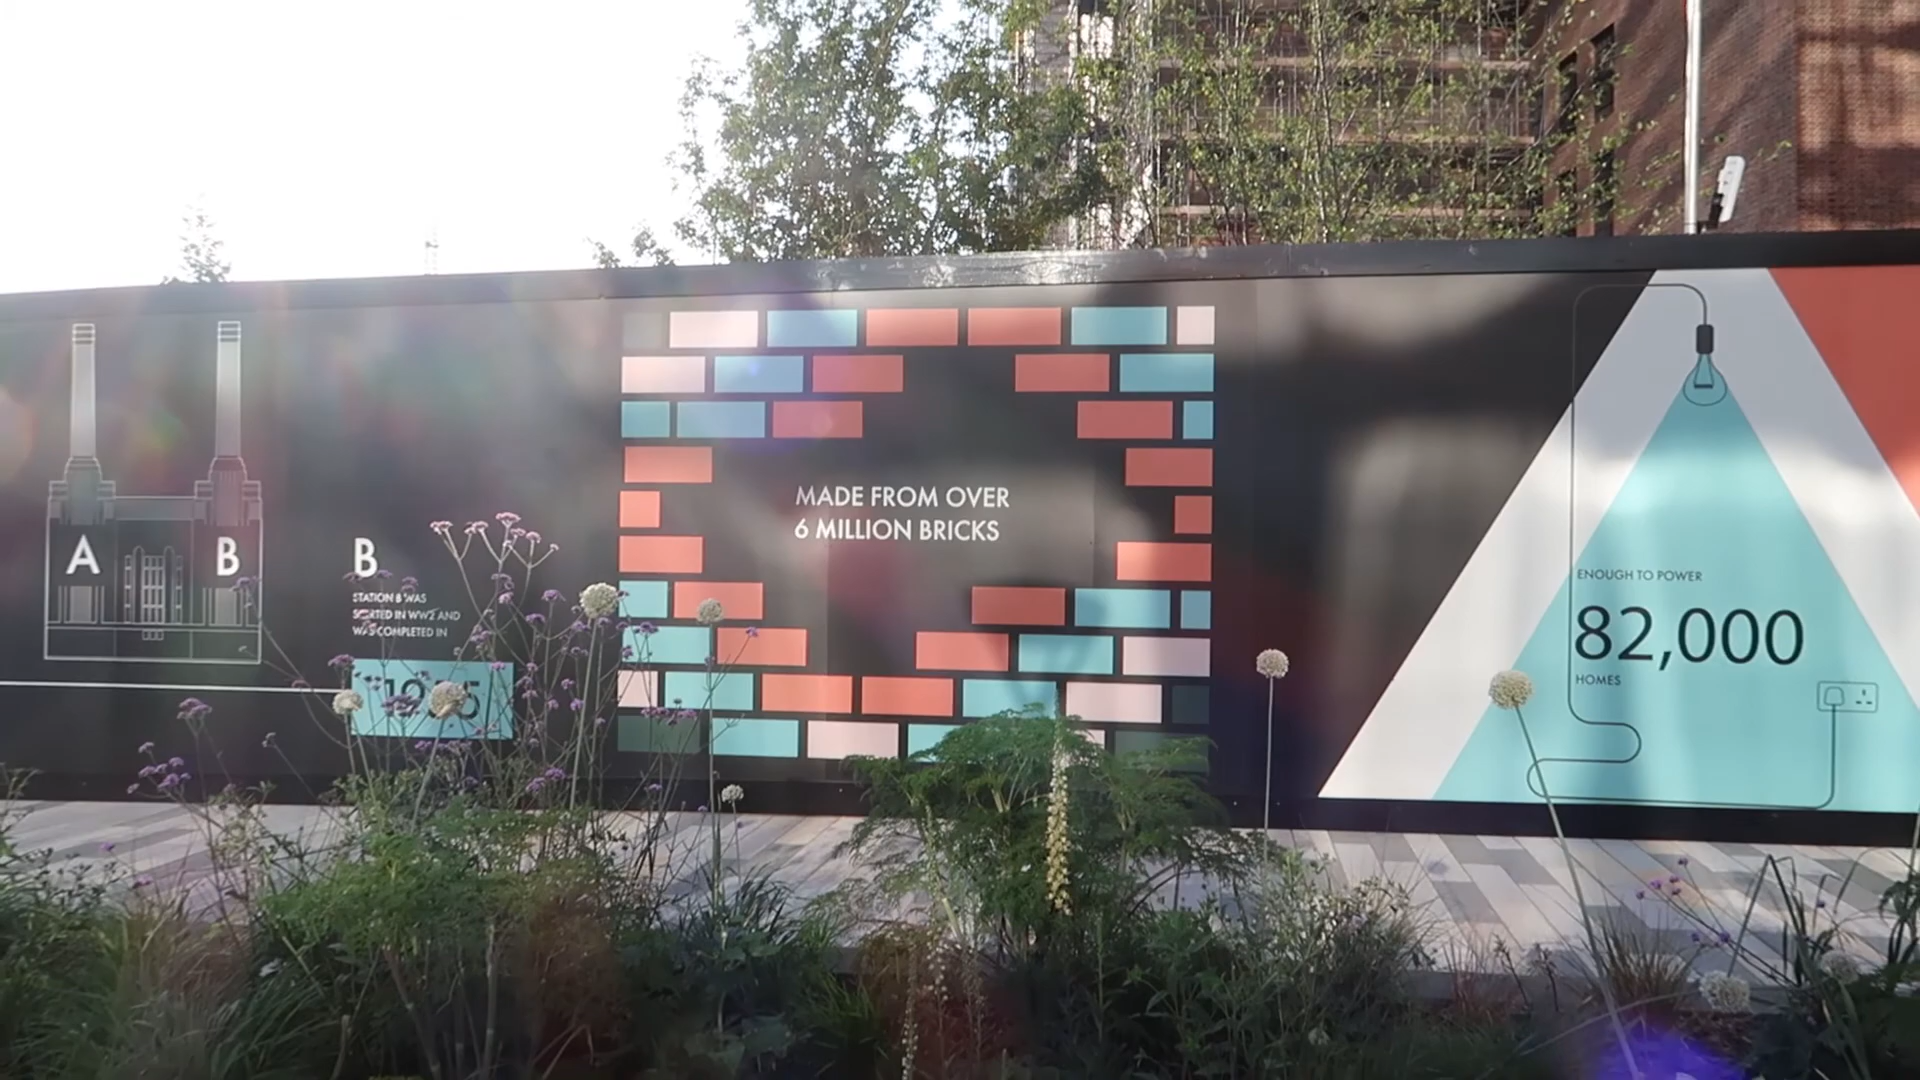 A B
B
STATION B WAS
STARTED IN WW2 AND
WAS COMPLETED IN
MADE FROM OVER
6 MILLION BRICKS
ENOUGH TO POWER
82,000
HOMES